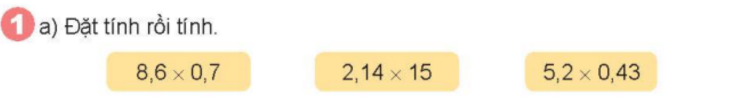 1 a) Đặt tính rồi tính.
8,6 × 0,7 2,14 × 15 5,2 × 0,43